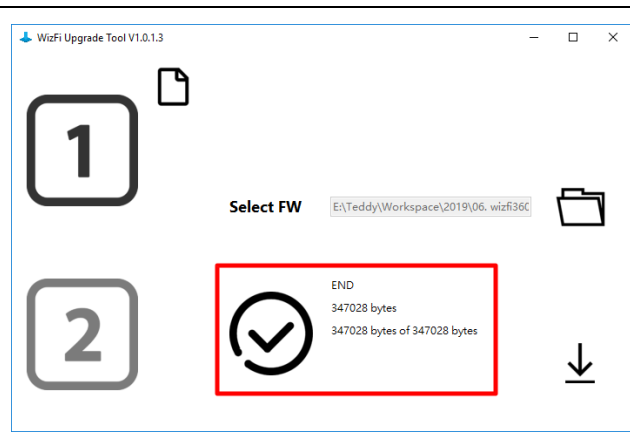 WizFi Upgrade Tool V1.0.1.3
1
Select FW
E:\Teddy\Workspace\2019\06. wizfi360
2
END
347028 bytes
347028 bytes of 347028 bytes